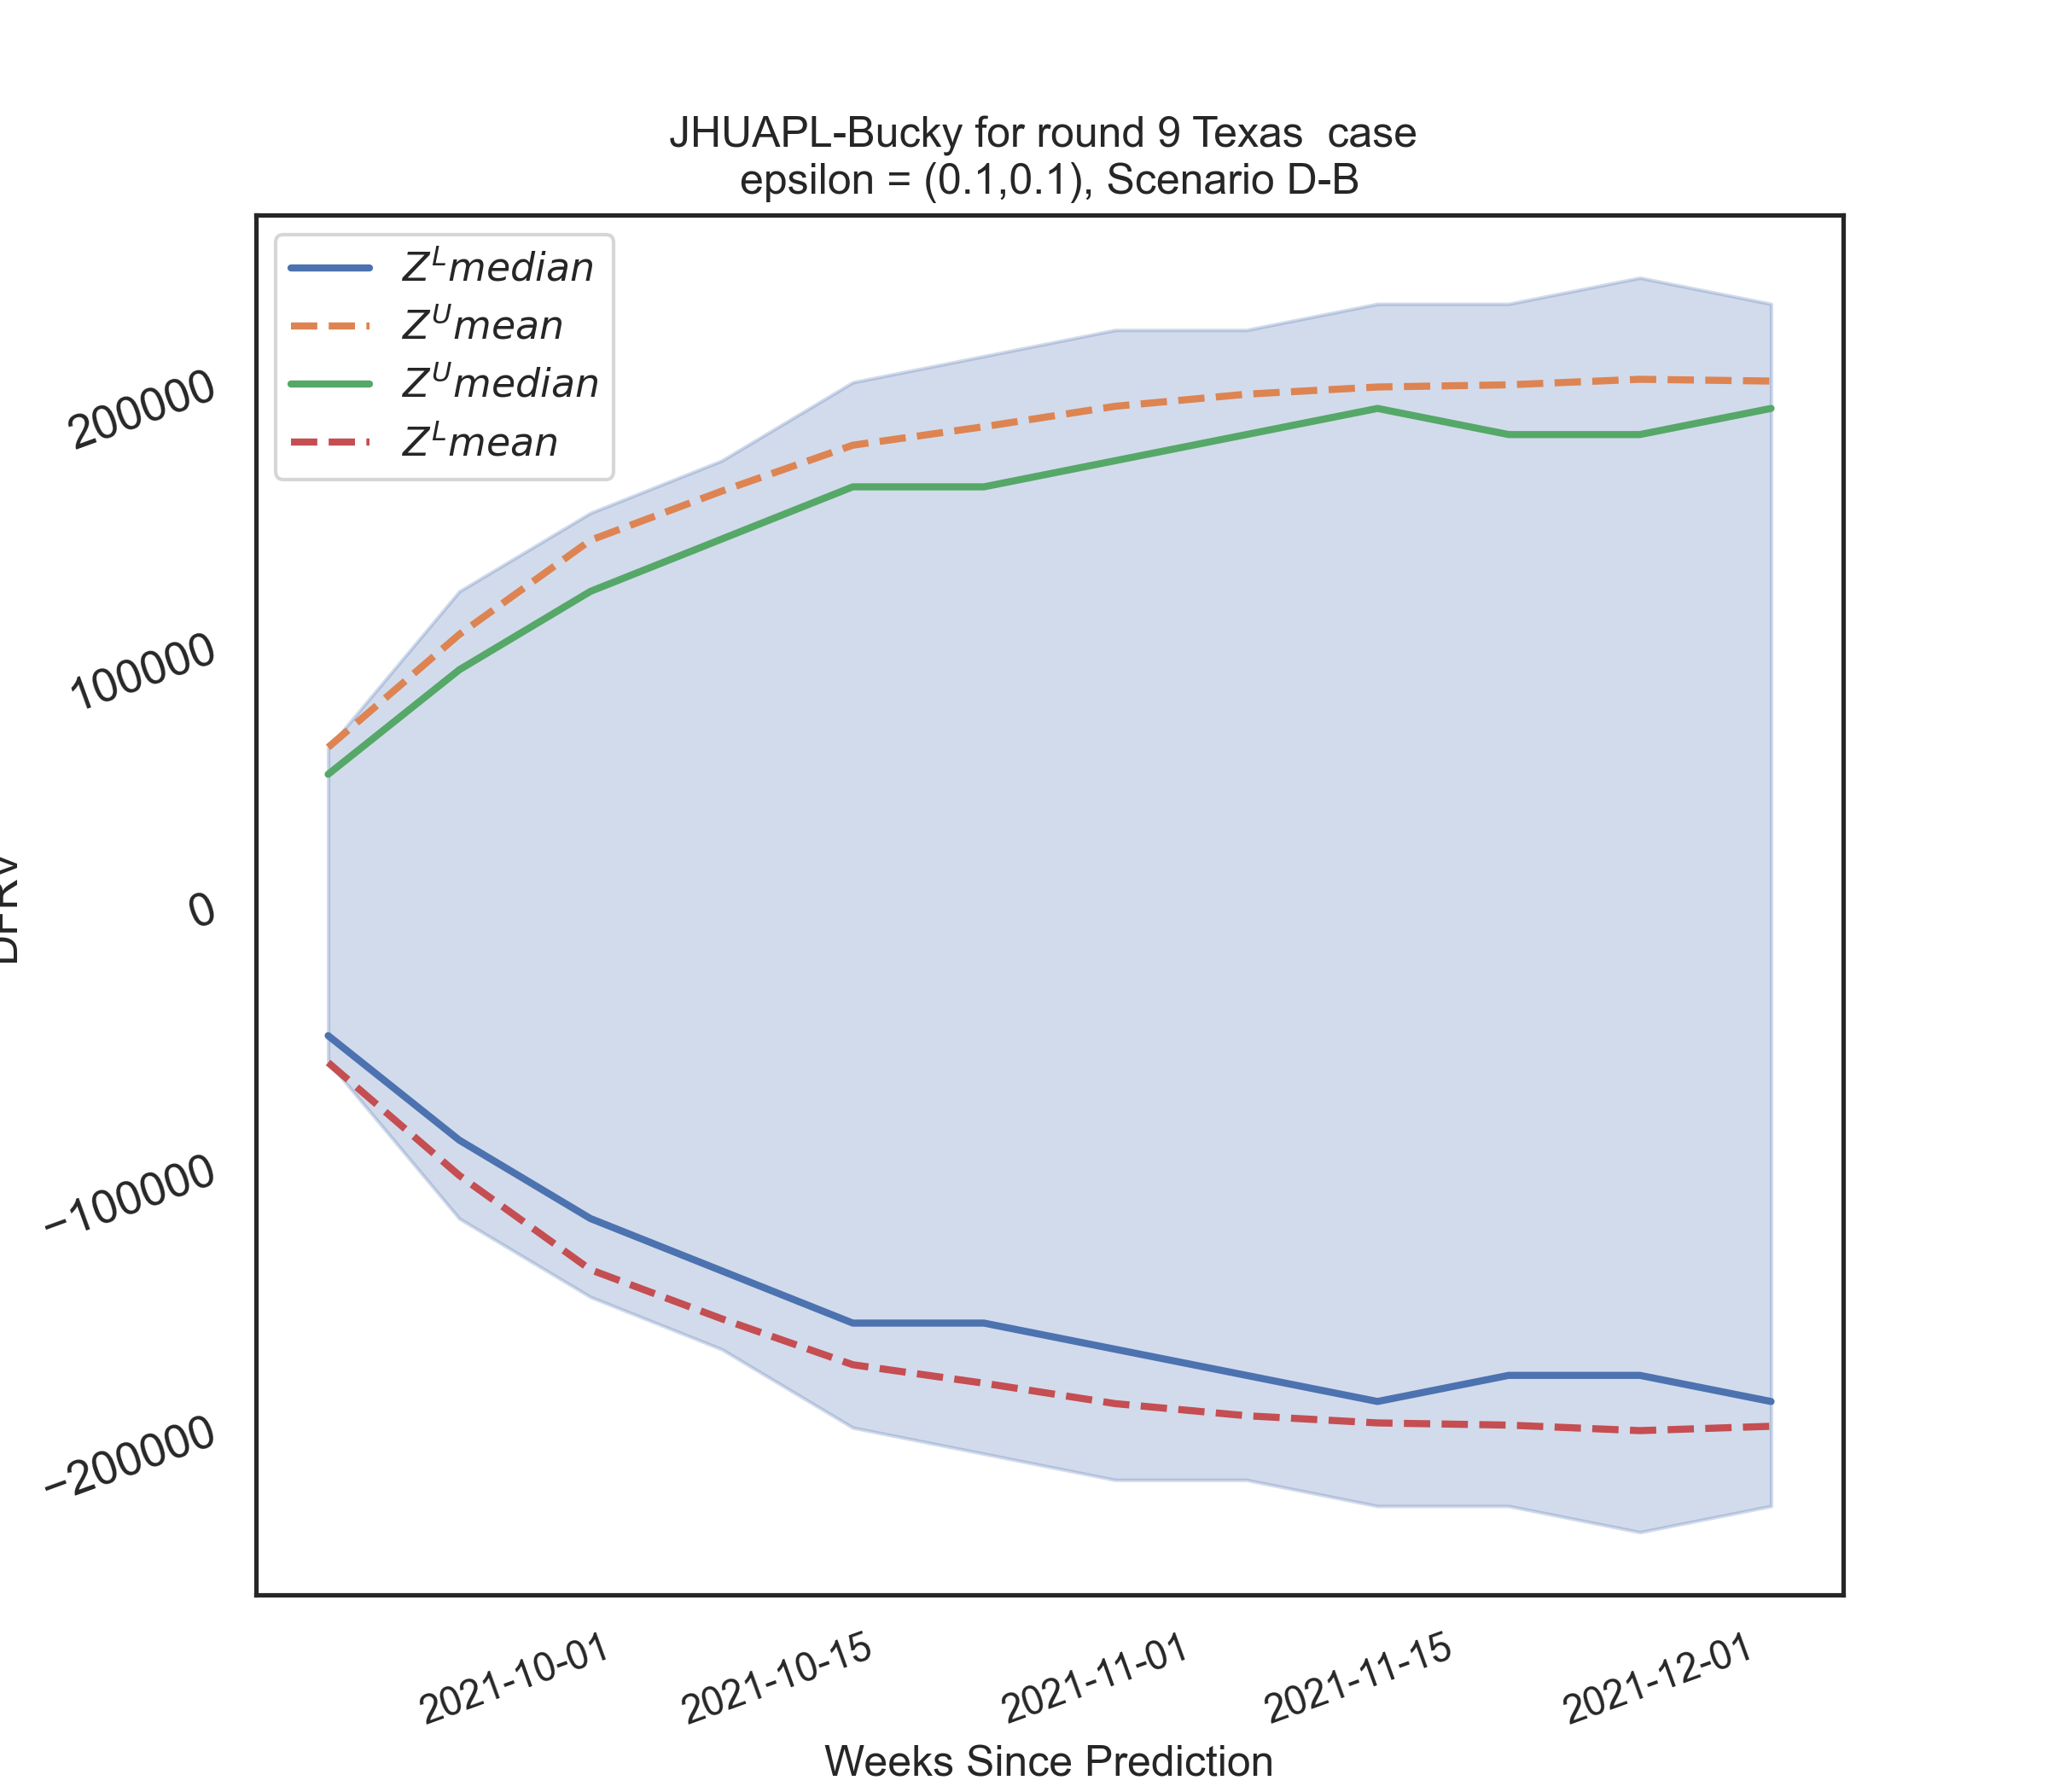 JHUAPL-Bucky for round 9 Texas  case
epsilon = (0.1,0.1), Scenario D-B
Z^L median
Z^U mean
Z^U median
Z^L mean
200000
100000
0
−100000
−200000
2021-10-01
2021-10-15
2021-11-01
2021-11-15
2021-12-01
Weeks Since Prediction